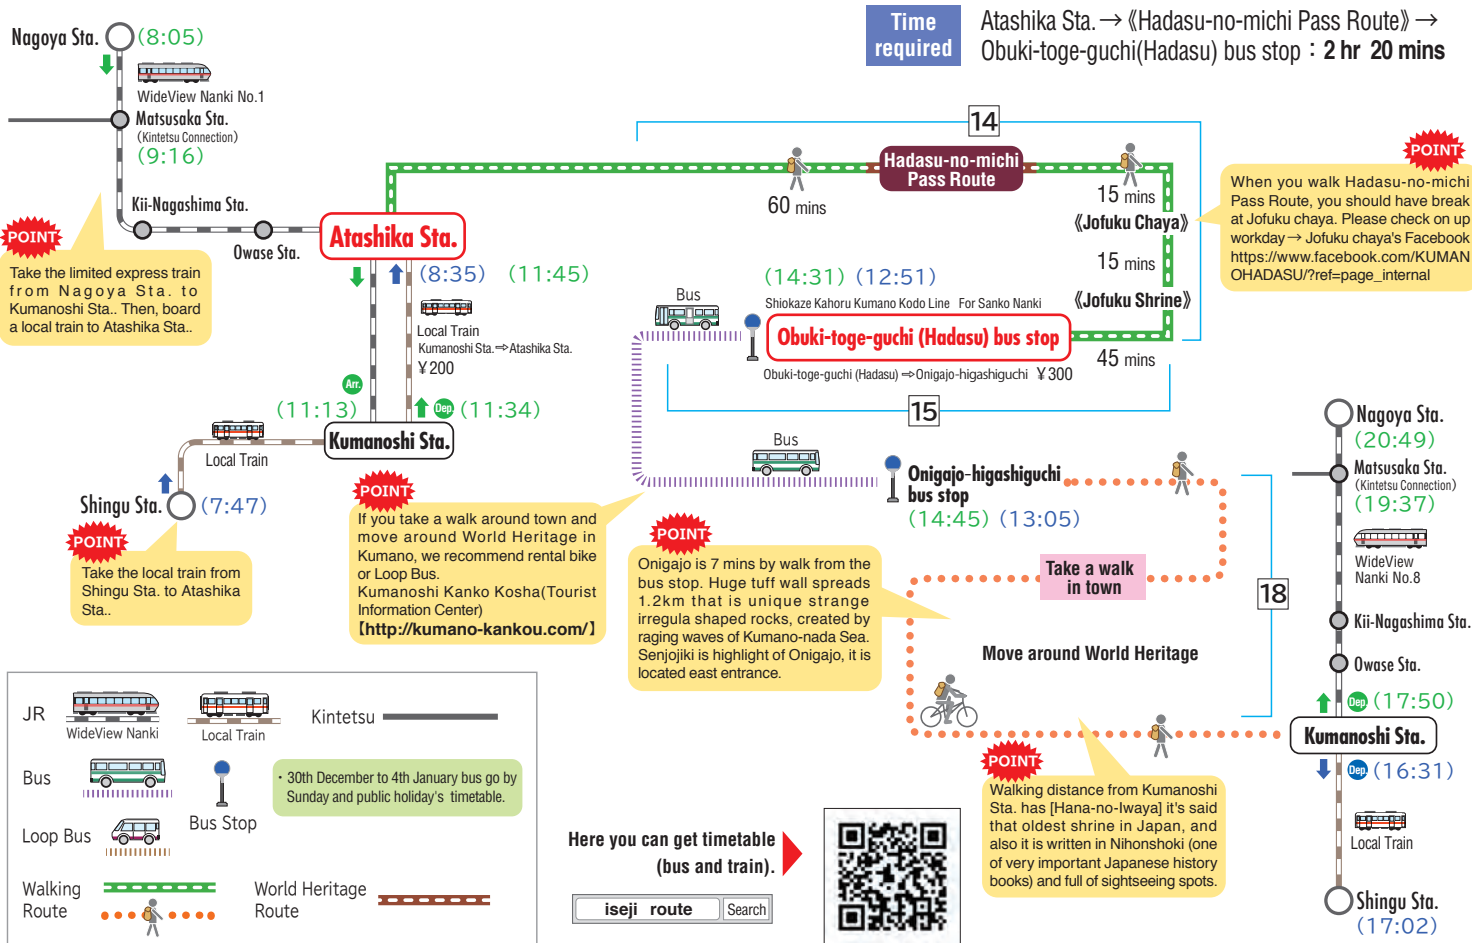 Time
required
Atashika Sta. → 《Hadasu-no-michi Pass Route》 →
Obuki-toge-guchi(Hadasu) bus stop : 2 hr 20 mins
Nagoya Sta.
(8:05)
WideView Nanki No.1
Matsusaka Sta.
(Kintetsu Connection)
(9:16)
Kii-Nagashima Sta.
Owase Sta.
POINT
Take the limited express train
from Nagoya Sta. to
Kumanoshi Sta.. Then, board
a local train to Atashika Sta..
Atashika Sta.
(8:35)
(11:45)
Local Train
Kumanoshi Sta.⇨Atashika Sta.
¥200
Arr.
(11:13)
Dep.
(11:34)
Kumanoshi Sta.
Local Train
Shingu Sta.
(7:47)
POINT
Take the local train from
Shingu Sta. to Atashika
Sta..
14
60 mins
Hadasu-no-michi
Pass Route
15 mins
《Jofuku Chaya》
15 mins
《Jofuku Shrine》
45 mins
POINT
When you walk Hadasu-no-michi
Pass Route, you should have break
at Jofuku chaya. Please check on up
workday→ Jofuku chaya's Facebook
https://www.facebook.com/KUMAN
OHADASU/?ref=page_internal
(14:31) (12:51)
Shiokaze Kahoru Kumano Kodo Line For Sanko Nanki
Bus
Obuki-toge-guchi (Hadasu) bus stop
Obuki-toge-guchi (Hadasu) ⇨Onigajo-higashiguchi ¥300
15
Bus
Onigajo-higashiguchi
bus stop
(14:45) (13:05)
POINT
If you take a walk around town and
move around World Heritage in
Kumano, we recommend rental bike
or Loop Bus.
Kumanoshi Kanko Kosha(Tourist
Information Center)
【http://kumano-kankou.com/】
POINT
Onigajo is 7 mins by walk from the
bus stop. Huge tuff wall spreads
1.2km that is unique strange
irregula shaped rocks, created by
raging waves of Kumano-nada Sea.
Senjojiki is highlight of Onigajo, it is
located east entrance.
Take a walk
in town
Move around World Heritage
18
POINT
Walking distance from Kumanoshi
Sta. has [Hana-no-Iwaya] it's said
that oldest shrine in Japan, and
also it is written in Nihonshoki (one
of very important Japanese history
books) and full of sightseeing spots.
Nagoya Sta.
(20:49)
Matsusaka Sta.
(Kintetsu Connection)
(19:37)
WideView
Nanki No.8
Kii-Nagashima Sta.
Owase Sta.
Dep.
(17:50)
Kumanoshi Sta.
Dep.
(16:31)
Local Train
Shingu Sta.
(17:02)
JR
WideView Nanki
Local Train
Kintetsu
Bus
Bus Stop
・30th December to 4th January bus go by
Sunday and public holiday's timetable.
Loop Bus
Walking
Route
World Heritage
Route
Here you can get timetable
(bus and train).
iseji route
Search